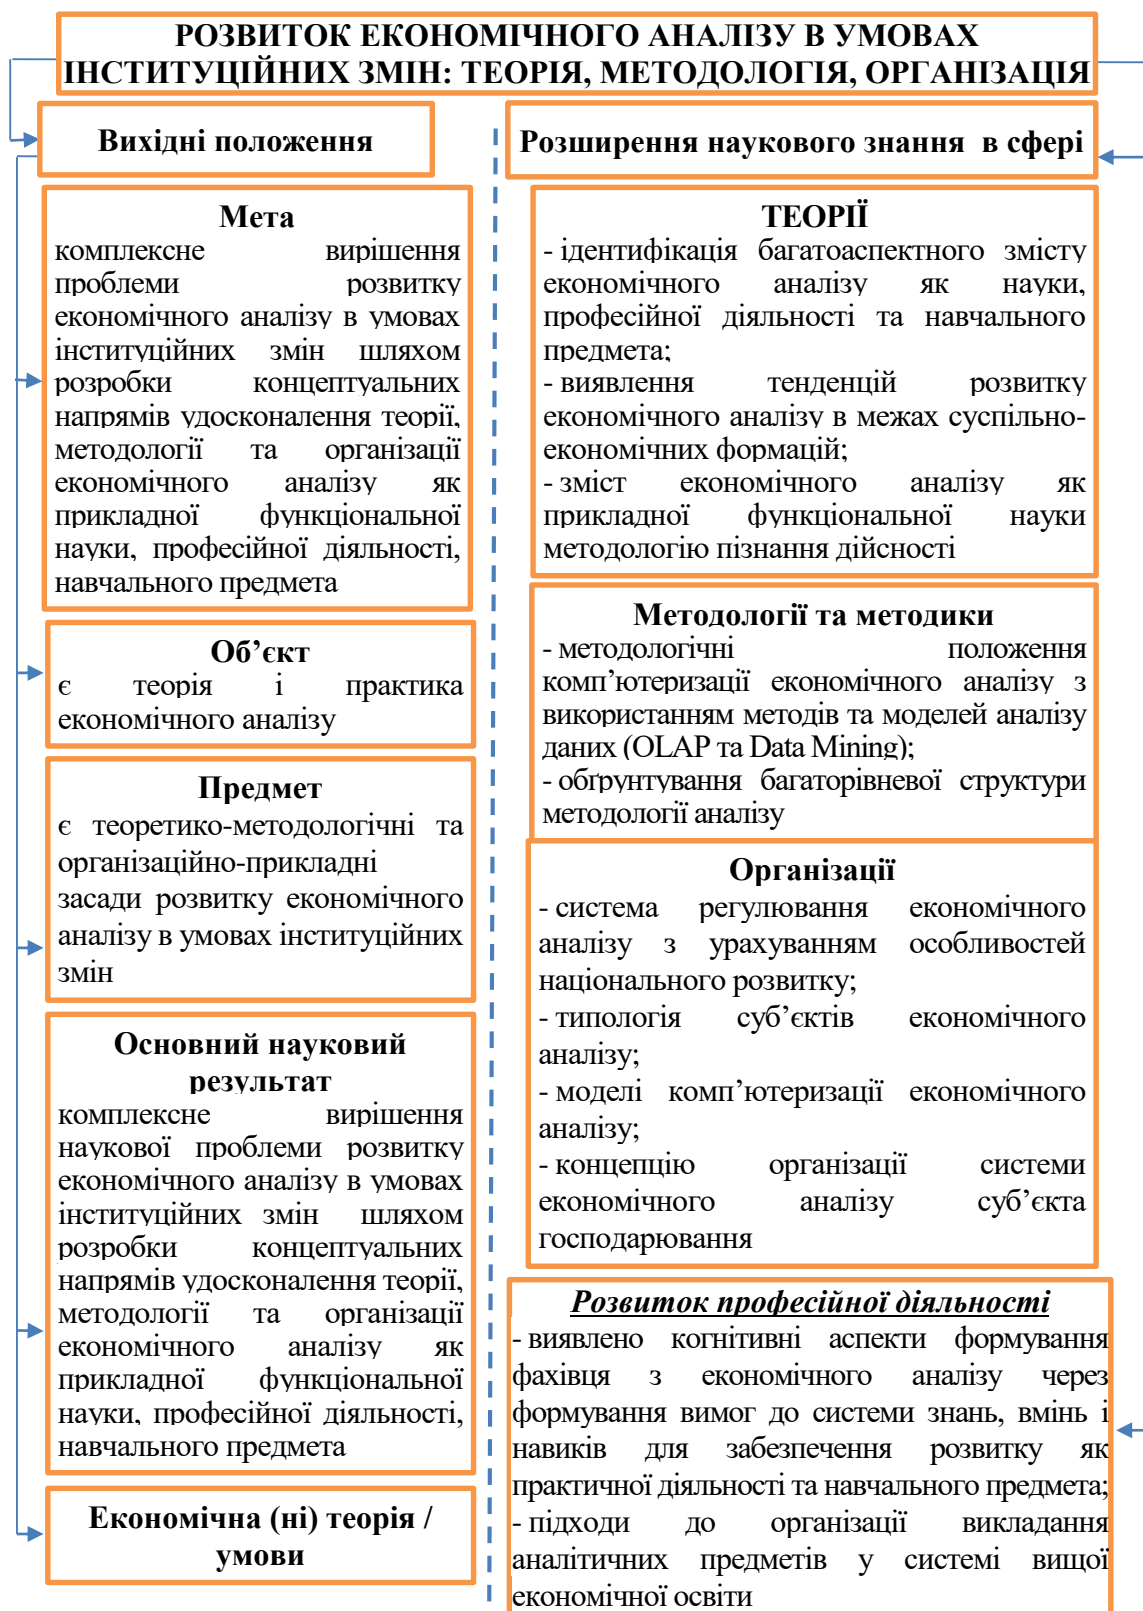 РОЗВИТОК ЕКОНОМІЧНОГО АНАЛІЗУ В УМОВАХ
ІНСТИТУЦІЙНИХ ЗМІН: ТЕОРІЯ, МЕТОДОЛОГІЯ, ОРГАНІЗАЦІЯ
Вихідні положення
Мета
комплексне вирішення
проблеми розвитку
економічного аналізу в умовах
інституційних змін шляхом
розробки концептуальних
напрямів удосконалення теорії,
методології та організації
економічного аналізу як
прикладної функціональної
науки, професійної діяльності,
навчального предмета
Об’єкт
є теорія і практика
економічного аналізу
Предмет
є теоретико-методологічні та
організаційно-прикладні
засади розвитку економічного
аналізу в умовах інституційних
змін
Основний науковий
результат
комплексне вирішення
наукової проблеми розвитку
економічного аналізу в умовах
інституційних змін шляхом
розробки концептуальних
напрямів удосконалення теорії,
методології та організації
економічного аналізу як
прикладної функціональної
науки, професійної діяльності,
навчального предмета
Економічна (ні) теорія /
умови
Розширення наукового знання в сфері
ТЕОРІЇ
- ідентифікація багатоаспектного змісту
економічного аналізу як науки,
професійної діяльності та навчального
предмета;
- виявлення тенденцій розвитку
економічного аналізу в межах суспільно-
економічних формацій;
- зміст економічного аналізу як
прикладної функціональної науки
методологію пізнання дійсності
Методології та методики
- методологічні положення
комп’ютеризації економічного аналізу з
використанням методів та моделей аналізу
даних (OLAP та Data Mining);
- обґрунтування багаторівневої структури
методології аналізу
Організації
- система регулювання економічного
аналізу з урахуванням особливостей
національного розвитку;
- типологія суб’єктів економічного
аналізу;
- моделі комп’ютеризації економічного
аналізу;
- концепцію організації системи
економічного аналізу суб’єкта
господарювання
Розвиток професійної діяльності
- виявлено когнітивні аспекти формування
фахівця з економічного аналізу через
формування вимог до системи знань, вмінь і
навиків для забезпечення розвитку як
практичної діяльності та навчального предмета;
- підходи до організації викладання
аналітичних предметів у системі вищої
економічної освіти